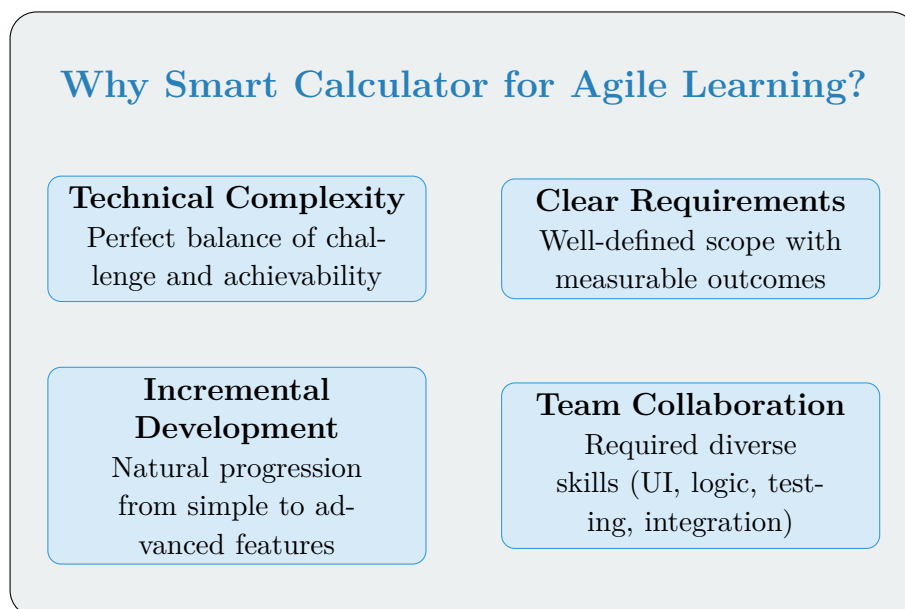 Why Smart Calculator for Agile Learning?
Technical Complexity
Perfect balance of chal-
lenge and achievability
Clear Requirements
Well-defined scope with
measurable outcomes
Incremental
Development
Natural progression
from simple to ad-
vanced features
Team Collaboration
Required diverse
skills (UI, logic, test-
ing, integration)